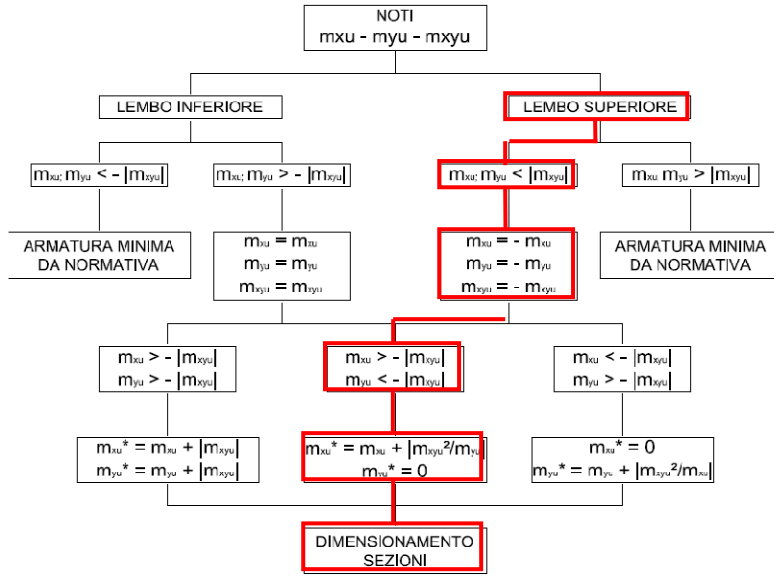 NOTI
mxu - myu - mxyu
LEMBO INFERIORE
LEMBO SUPERIORE
mxu; myu < - |mxyu|
mxu; myu > - |mxyu|
mxu; myu < |mxyu|
mxu myu > |mxyu|
ARMATURA MINIMA
DA NORMATIVA
mxu = mxu
myu = myu
mxyu = mxyu
mxu = - mxu
myu = - myu
mxyu = - mxyu
ARMATURA MINIMA
DA NORMATIVA
mxu > - |mxyu|
myu > - |mxyu|
mxu > - |mxyu|
myu < - |mxyu|
mxu < - |mxyu|
myu > - |mxyu|
mxu* = mxu + |mxyu|
myu* = myu + |mxyu|
mxu* = mxu + |mxyu²/myu|
myu* = 0
mxu* = 0
myu* = myu + |mxyu²/mxu|
DIMENSIONAMENTO
SEZIONI